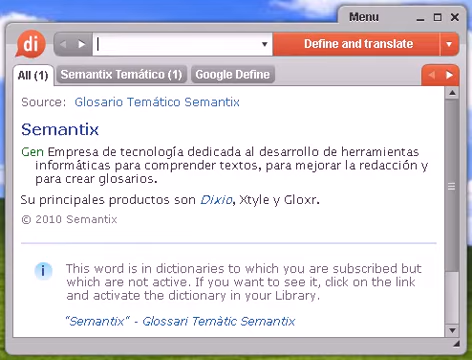 Menu
di
Define and translate
All (1) Semantix Temático (1) Google Define
Source: Glosario Temático Semantix
Semantix
Gen Empresa de tecnología dedicada al desarrollo de herramientas
informáticas para comprender textos, para mejorar la redacción y
para crear glosarios.
Su principales productos son Dixio, Xtyle y Gloxr.
© 2010 Semantix
i
This word is in dictionaries to which you are subscribed but
which are not active. If you want to see it, click on the link
and activate the dictionary in your Library.
"Semantix" - Glossari Temàtic Semantix